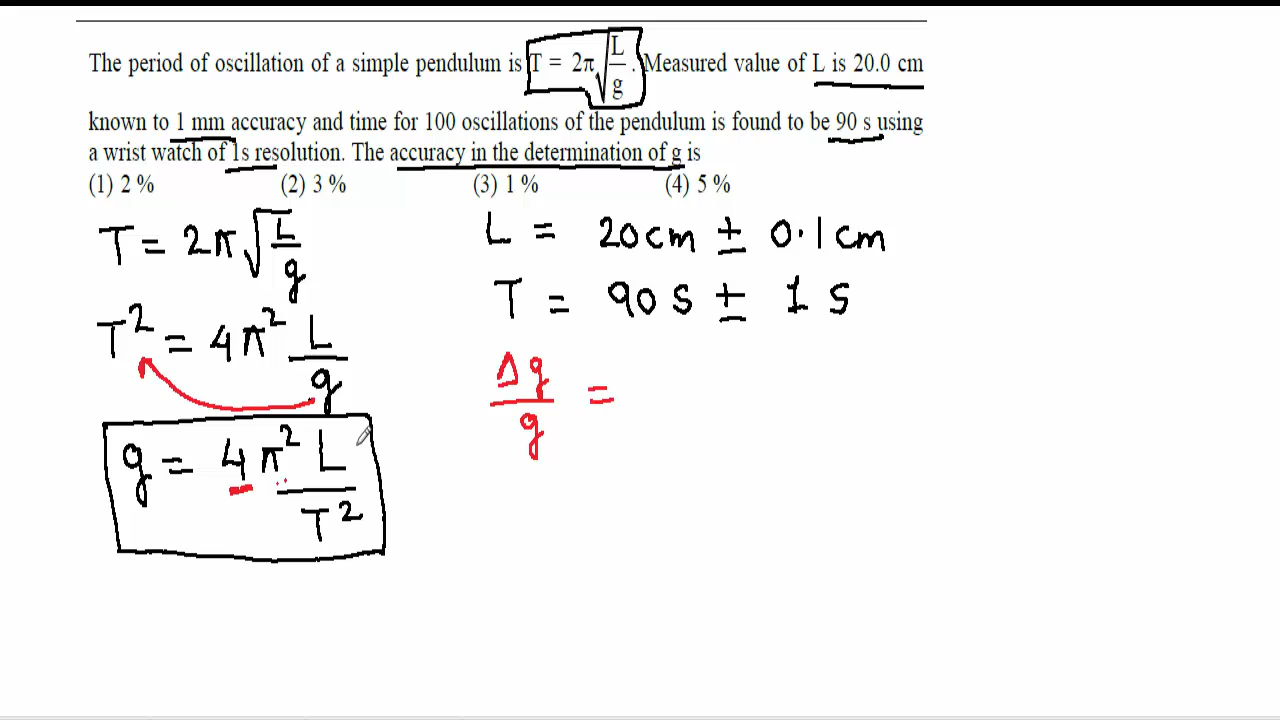 The period of oscillation of a simple pendulum is T = 2π√(L/g). Measured value of L is 20.0 cm
known to 1 mm accuracy and time for 100 oscillations of the pendulum is found to be 90 s using
a wrist watch of 1s resolution. The accuracy in the determination of g is
(1) 2 % (2) 3 % (3) 1 % (4) 5 %
T = 2π√(L/g)
T² = 4π² L/g
g = 4π² L/T²
L = 20cm ± 0.1cm
T = 90 s ± 1 s
Δg/g =